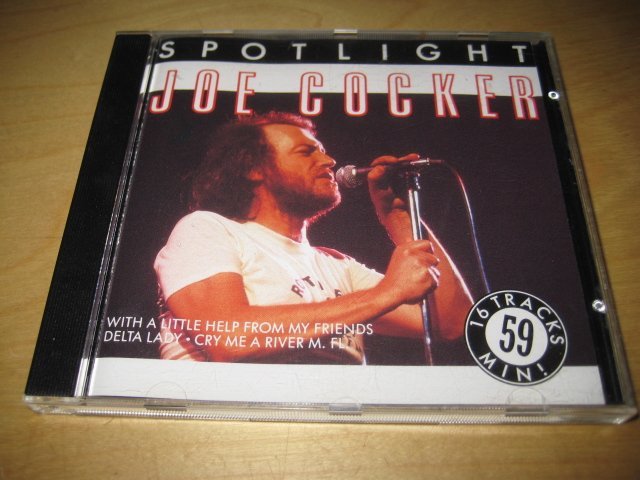 SPOTLIGHT
JOE COCKER
WITH A LITTLE HELP FROM MY FRIENDS
DELTA LADY • CRY ME A RIVER M. FL.
16 TRACKS
59
MIN!